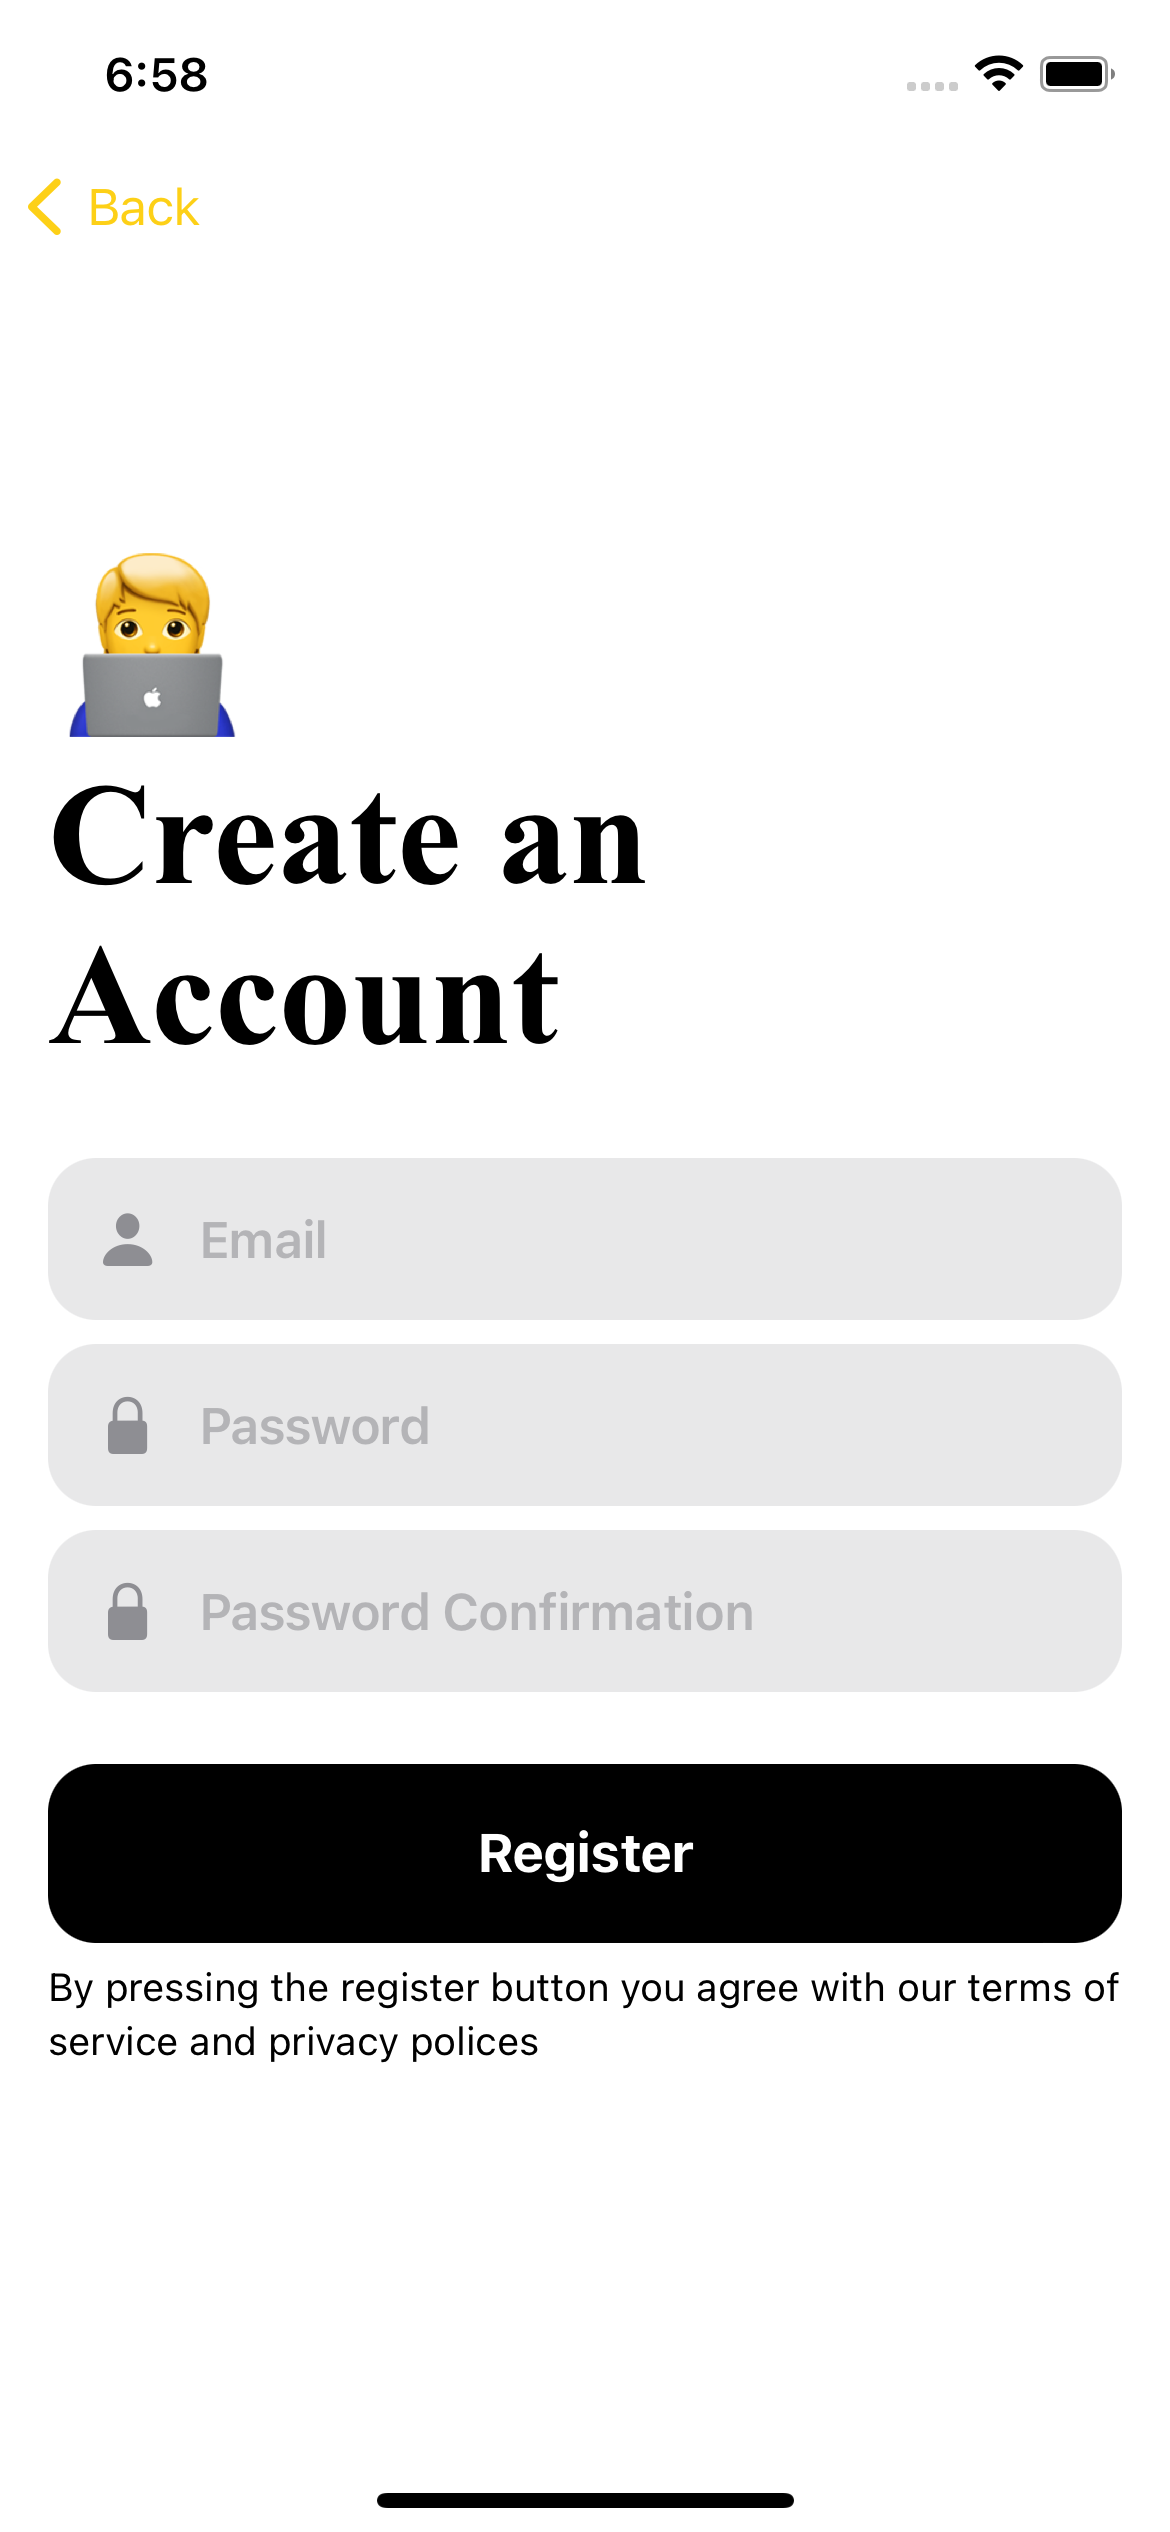 6:58
Back
Create an
Account
Email
Password
Password Confirmation
Register
By pressing the register button you agree with our terms of
service and privacy polices